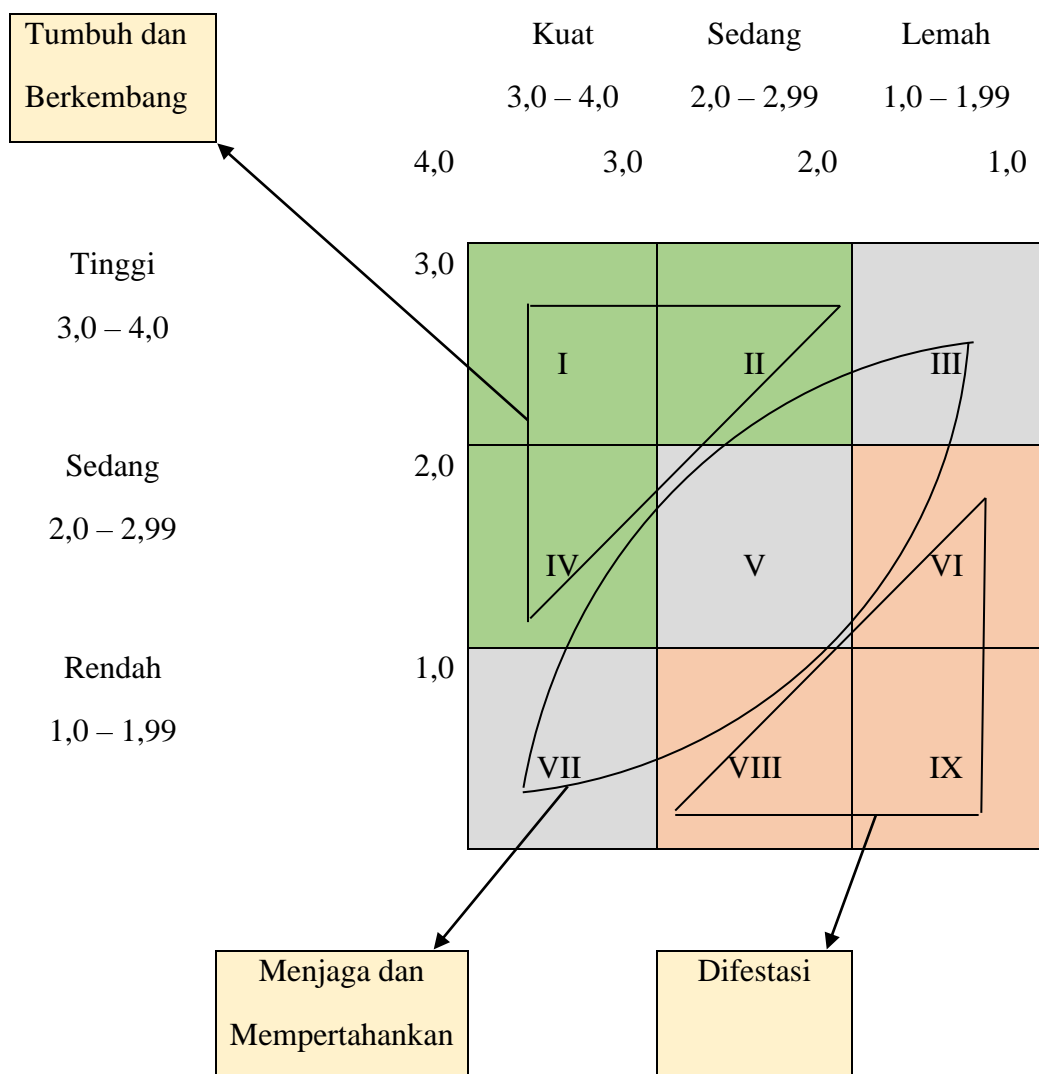 Tumbuh dan
Berkembang
Kuat Sedang Lemah
3,0 – 4,0 2,0 – 2,99 1,0 – 1,99
4,0 3,0 2,0 1,0
Tinggi 3,0
3,0 – 4,0
I II III
Sedang 2,0
2,0 – 2,99
IV V VI
Rendah 1,0
1,0 – 1,99
VII VIII IX
Menjaga dan
Mempertahankan
Difestasi